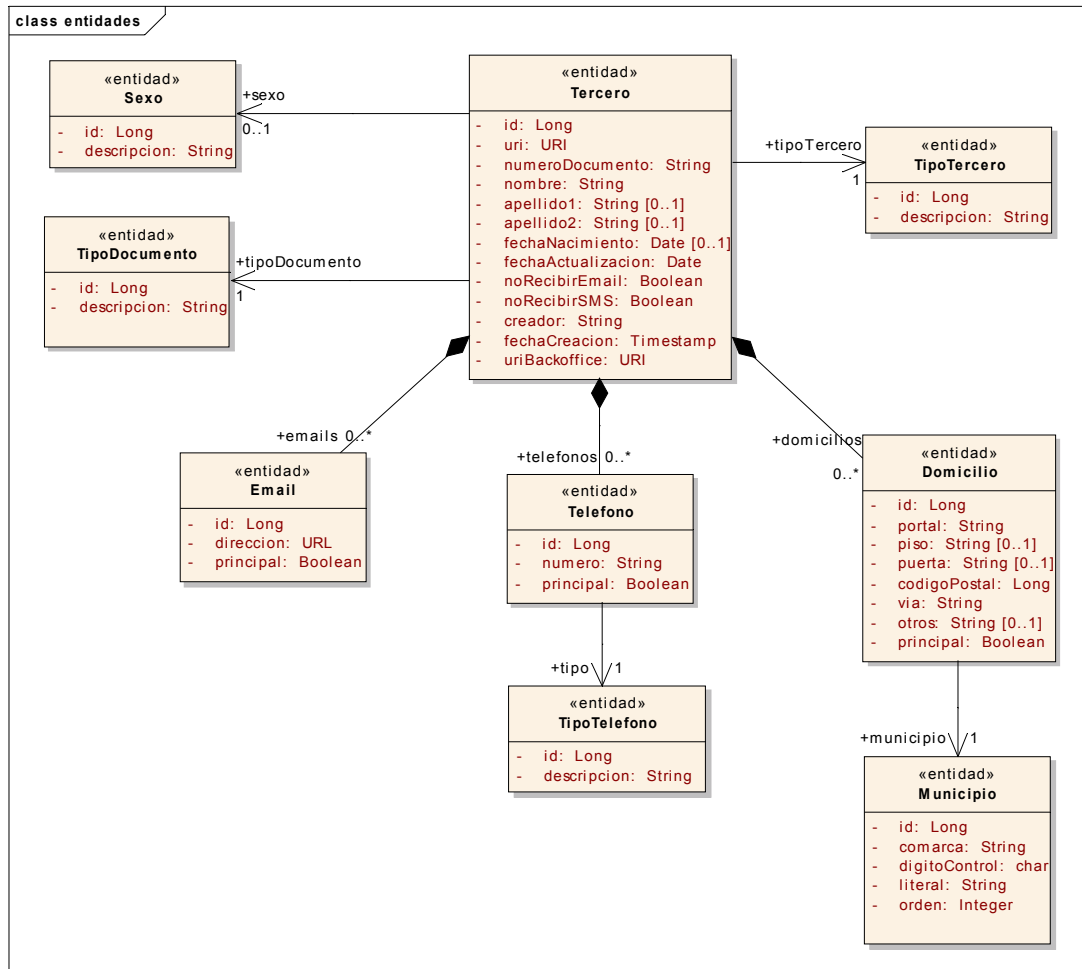 class entidades
«entidad»
Sexo
- id: Long
- descripcion: String
+sexo
0..1
«entidad»
Tercero
- id: Long
- uri: URI
- numeroDocumento: String
- nombre: String
- apellido1: String [0..1]
- apellido2: String [0..1]
- fechaNacimiento: Date [0..1]
- fechaActualizacion: Date
- noRecibirEmail: Boolean
- noRecibirSMS: Boolean
- creador: String
- fechaCreacion: Timestamp
- uriBackoffice: URI
+tipoTercero
1
«entidad»
TipoTercero
- id: Long
- descripcion: String
«entidad»
TipoDocumento
- id: Long
- descripcion: String
+tipoDocumento
1
+emails 0..*
«entidad»
Email
- id: Long
- direccion: URL
- principal: Boolean
+telefonos 0..*
«entidad»
Telefono
- id: Long
- numero: String
- principal: Boolean
+domicilios
0..*
«entidad»
Domicilio
- id: Long
- portal: String
- piso: String [0..1]
- puerta: String [0..1]
- codigoPostal: Long
- via: String
- otros: String [0..1]
- principal: Boolean
+tipo 1
«entidad»
TipoTelefono
- id: Long
- descripcion: String
+municipio 1
«entidad»
Municipio
- id: Long
- comarca: String
- digitoControl: char
- literal: String
- orden: Integer